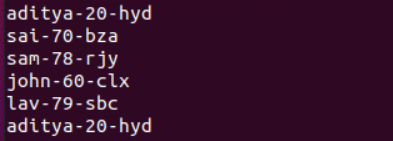 aditya-20-hyd
sai-70-bza
sam-78-rjy
john-60-clx
lav-79-sbc
aditya-20-hyd